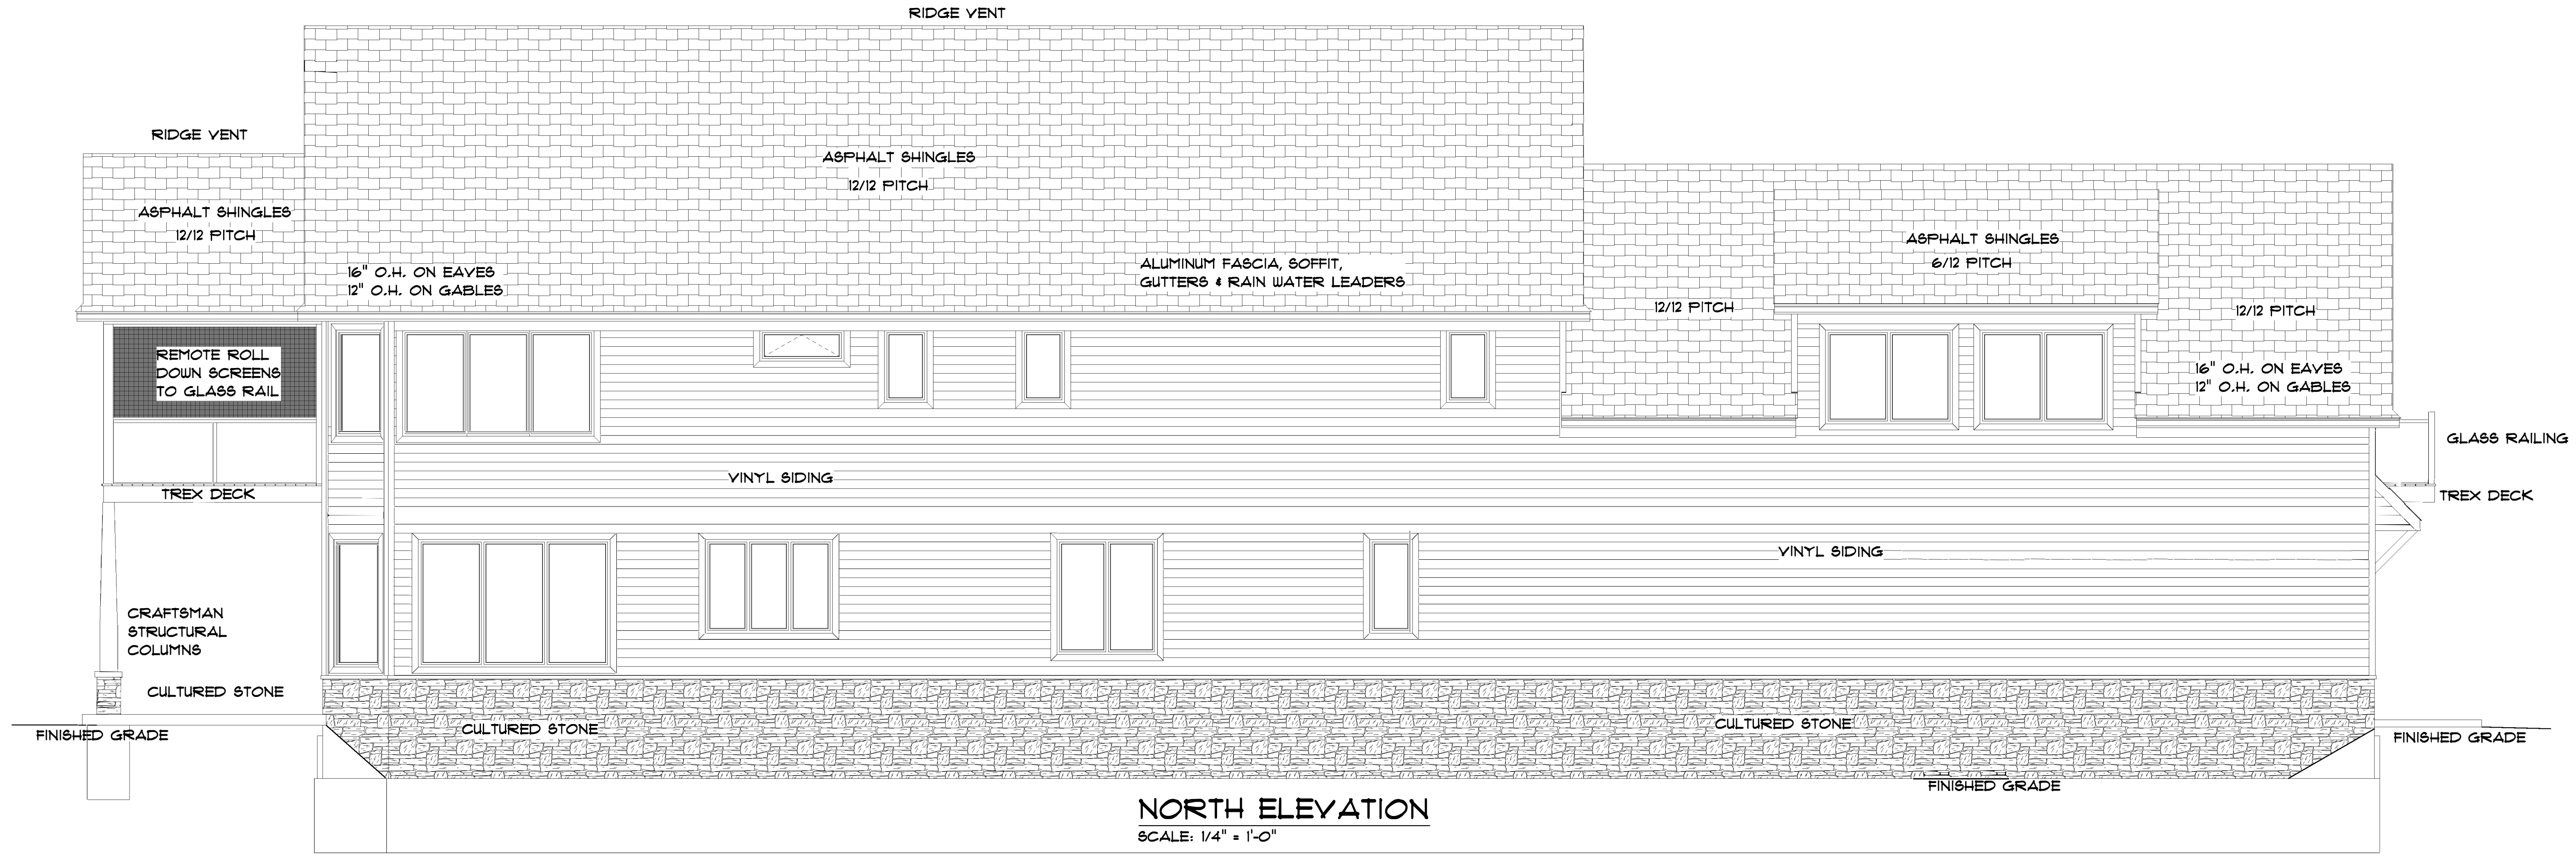 RIDGE VENT
RIDGE VENT
ASPHALT SHINGLES
12/12 PITCH
ASPHALT SHINGLES
12/12 PITCH
ASPHALT SHINGLES
6/12 PITCH
16" O.H. ON EAVES
12" O.H. ON GABLES
ALUMINUM FASCIA, SOFFIT,
GUTTERS & RAIN WATER LEADERS
12/12 PITCH
12/12 PITCH
REMOTE ROLL
DOWN SCREENS
TO GLASS RAIL
16" O.H. ON EAVES
12" O.H. ON GABLES
GLASS RAILING
VINYL SIDING
TREX DECK
TREX DECK
VINYL SIDING
CRAFTSMAN
STRUCTURAL
COLUMNS
CULTURED STONE
CULTURED STONE
CULTURED STONE
FINISHED GRADE
FINISHED GRADE
FINISHED GRADE
NORTH ELEVATION
SCALE: 1/4" = 1'-0"